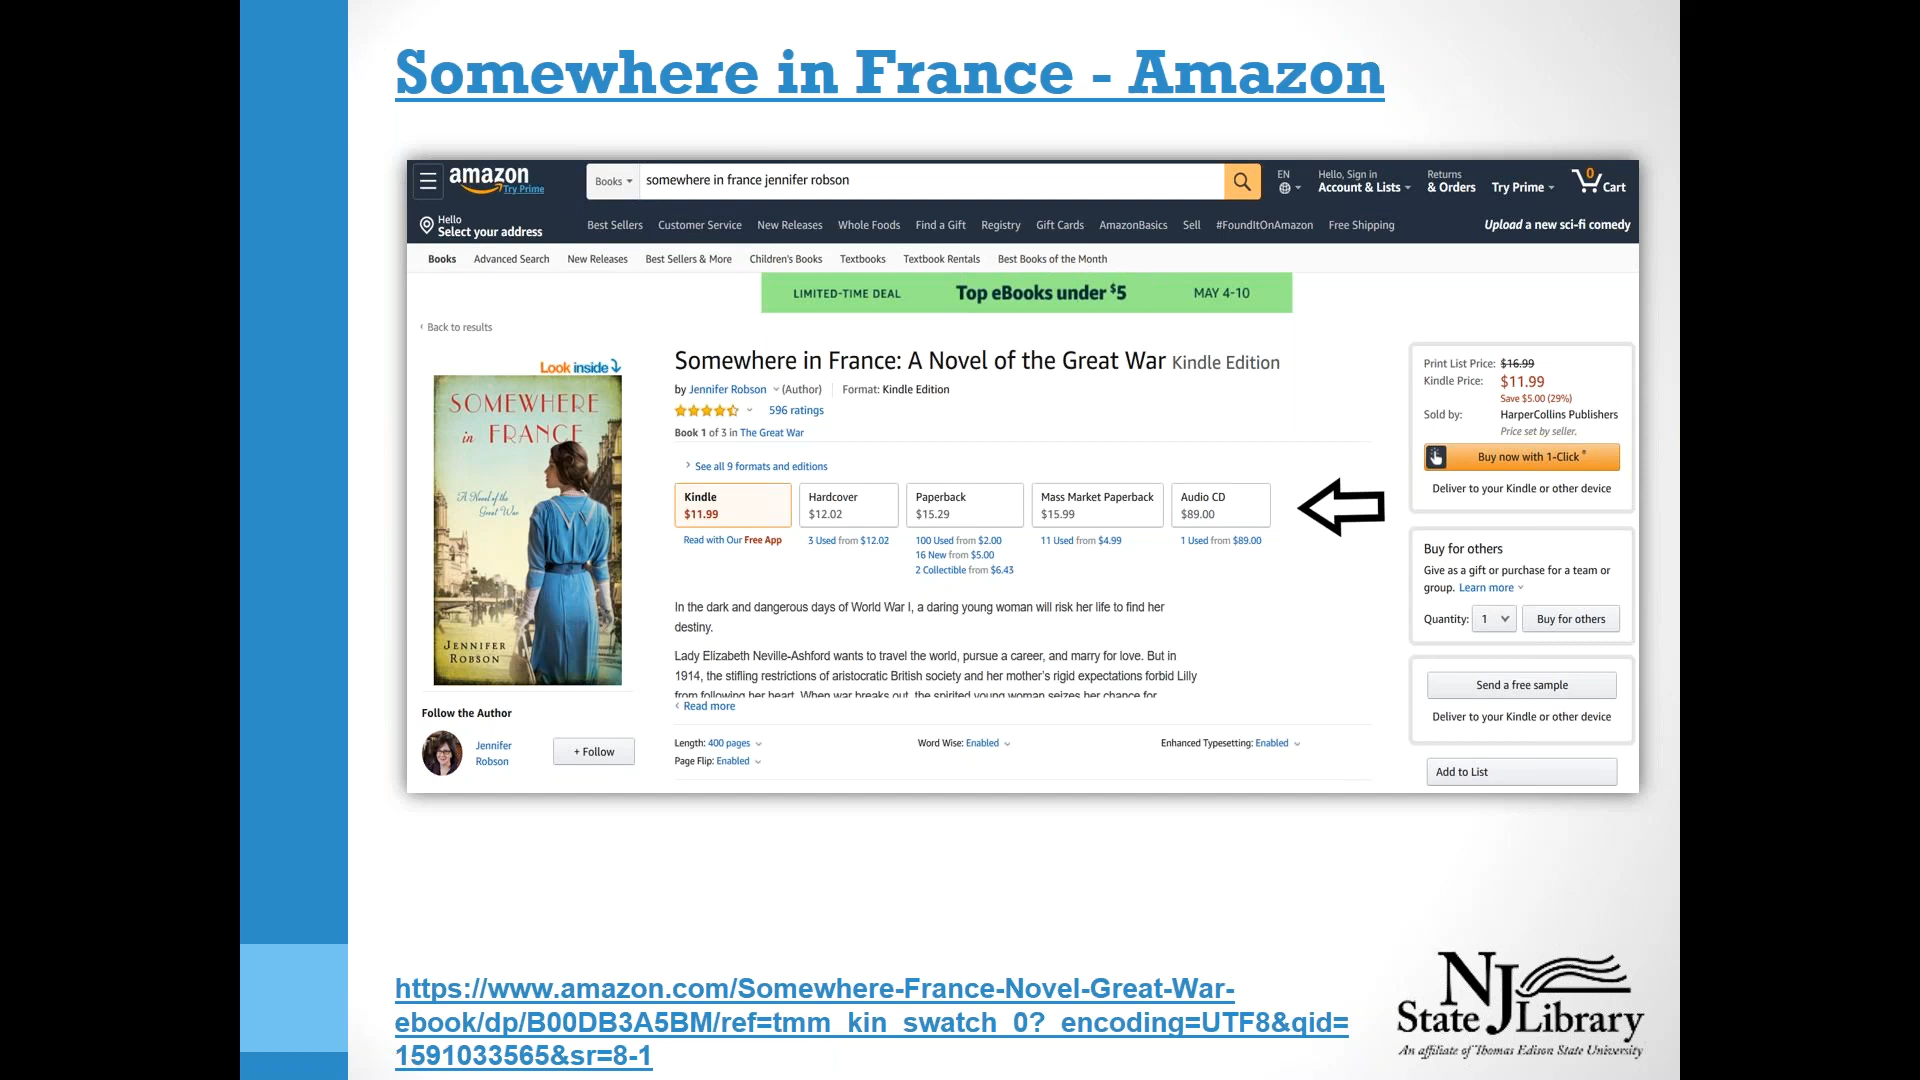 Somewhere in France - Amazon
amazon
Try Prime
Books
somewhere in france jennifer robson
EN
Hello, Sign in
Account & Lists
Returns
& Orders
Try Prime
0
Cart
Hello
Select your address
Best Sellers Customer Service New Releases Whole Foods Find a Gift Registry Gift Cards AmazonBasics Sell #FoundItOnAmazon Free Shipping
Upload a new sci-fi comedy
Books Advanced Search New Releases Best Sellers & More Children's Books Textbooks Textbook Rentals Best Books of the Month
LIMITED-TIME DEAL Top eBooks under $5 MAY 4-10
‹ Back to results
Look inside
SOMEWHERE
in FRANCE
A Novel of the
Great War
JENNIFER
ROBSON
Follow the Author
Jennifer
Robson
+ Follow
Somewhere in France: A Novel of the Great War Kindle Edition
by Jennifer Robson (Author) Format: Kindle Edition
596 ratings
Book 1 of 3 in The Great War
› See all 9 formats and editions
Kindle
$11.99
Read with Our Free App
Hardcover
$12.02
3 Used from $12.02
Paperback
$15.29
100 Used from $2.00
16 New from $5.00
2 Collectible from $6.43
Mass Market Paperback
$15.99
11 Used from $4.99
Audio CD
$89.00
1 Used from $89.00
In the dark and dangerous days of World War I, a daring young woman will risk her life to find her
destiny.
Lady Elizabeth Neville-Ashford wants to travel the world, pursue a career, and marry for love. But in
1914, the stifling restrictions of aristocratic British society and her mother's rigid expectations forbid Lilly
from following her heart. When war breaks out, the spirited young woman seizes her chance for
‹ Read more
Length: 400 pages Word Wise: Enabled Enhanced Typesetting: Enabled
Page Flip: Enabled
Print List Price: $16.99
Kindle Price: $11.99
Save $5.00 (29%)
Sold by: HarperCollins Publishers
Price set by seller.
Buy now with 1-Click ®
Deliver to your Kindle or other device
Buy for others
Give as a gift or purchase for a team or
group. Learn more
Quantity: 1 Buy for others
Send a free sample
Deliver to your Kindle or other device
Add to List
https://www.amazon.com/Somewhere-France-Novel-Great-War-
ebook/dp/B00DB3A5BM/ref=tmm_kin_swatch_0?_encoding=UTF8&qid=
1591033565&sr=8-1
NJ
State Library
An affiliate of Thomas Edison State University